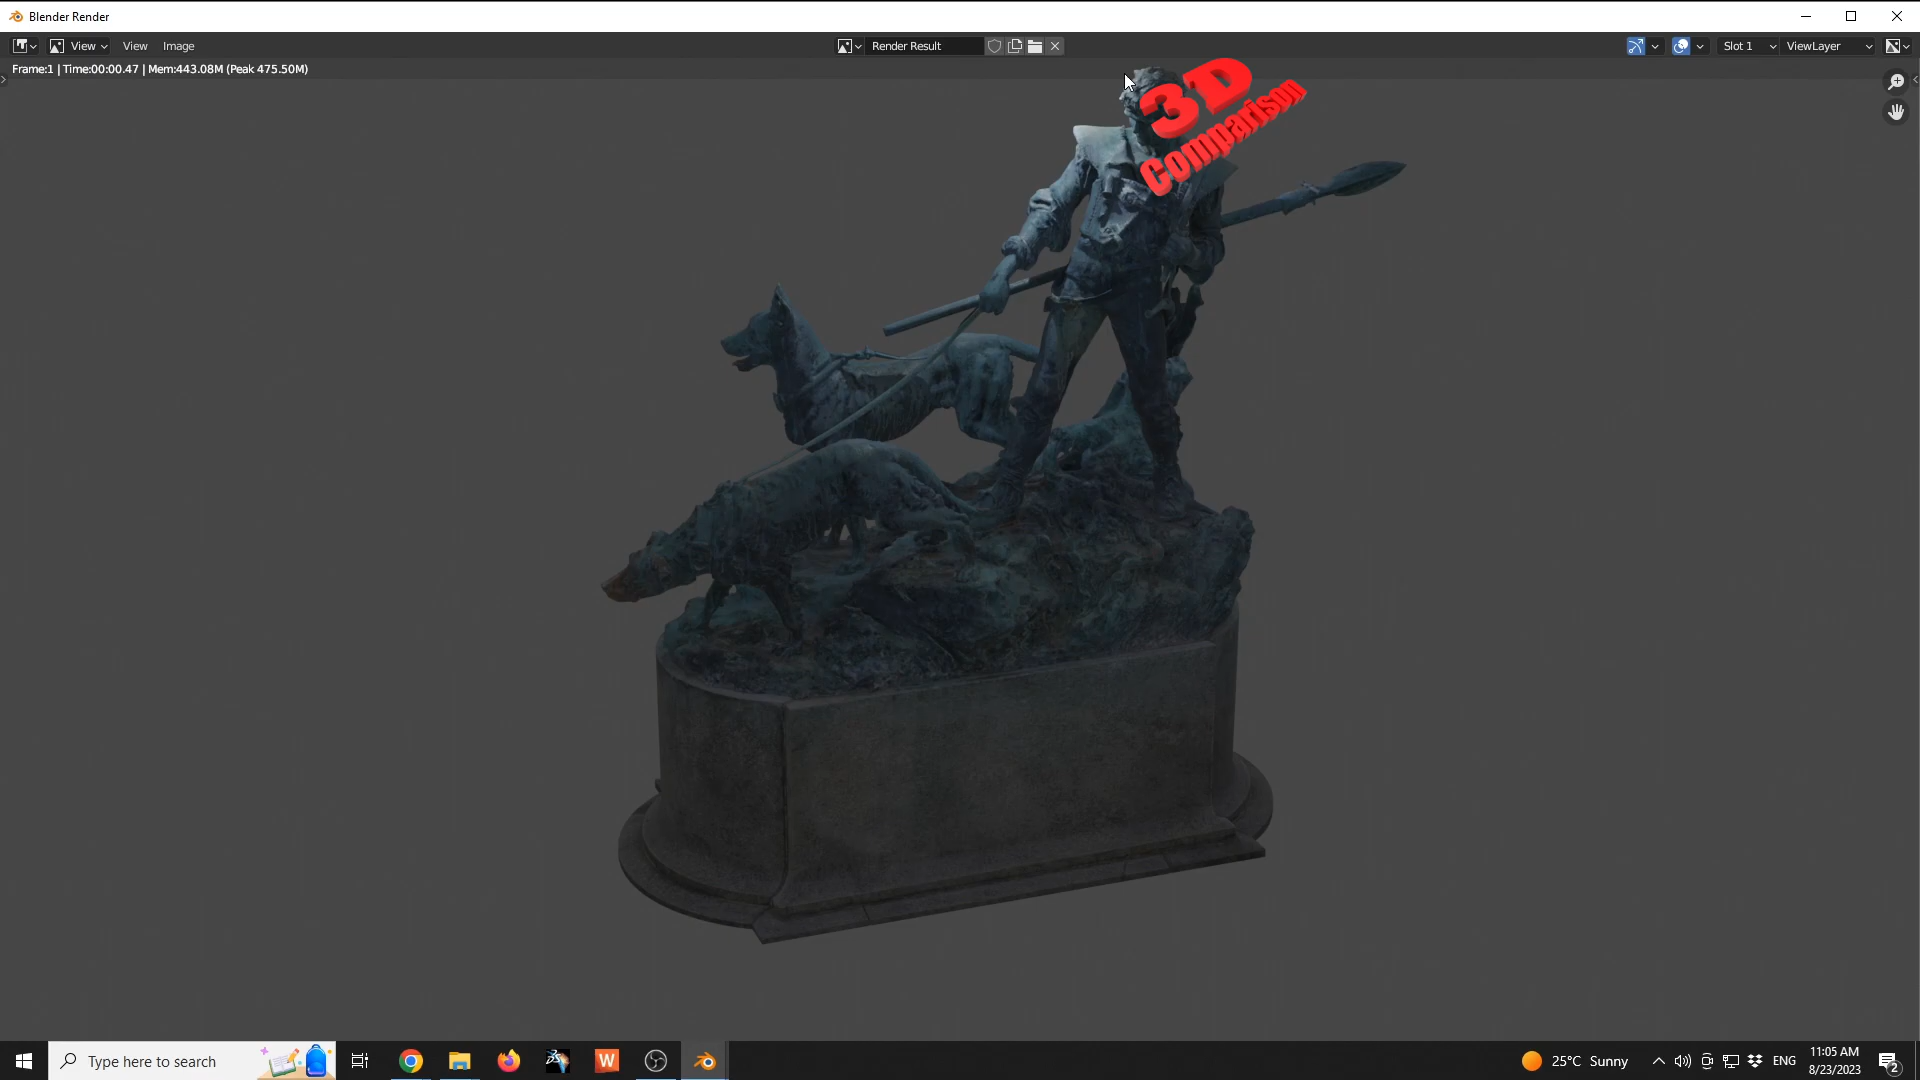 Blender Render
View View Image Render Result Slot 1 ViewLayer
Frame:1 | Time:00:00.47 | Mem:443.08M (Peak 475.50M)
3D
Comparison
Type here to search
W
25°C Sunny
ENG
11:05 AM
8/23/2023
2